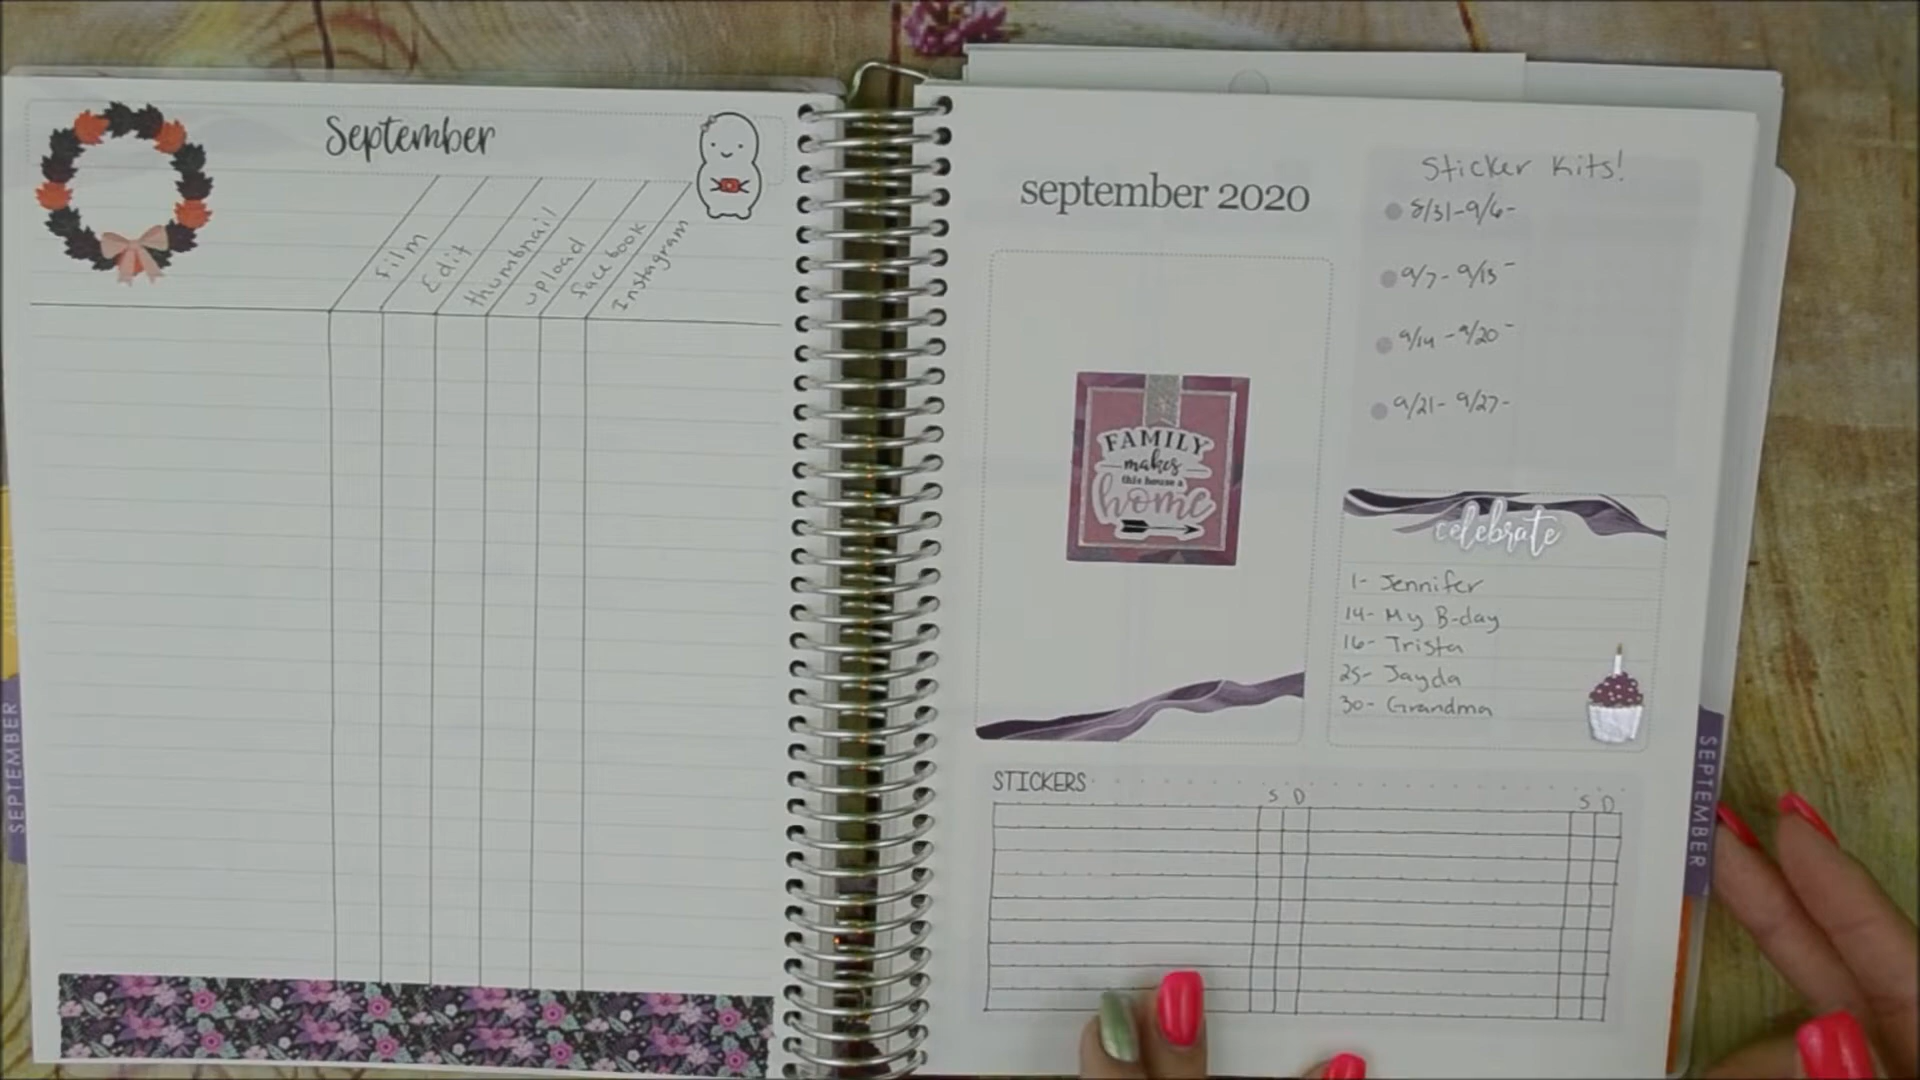 September
Film
Edit
thumbnail
upload
facebook
Instagram
SEPTEMBER
september 2020
Sticker Kits!
8/31-9/6-
9/7- 9/13-
9/14-9/20-
9/21- 9/27-
FAMILY
makes
this house a
home
celebrate
1- Jennifer
14- My B-day
16- Trista
25- Jayda
30- Grandma
STICKERS
S D
S D
SEPTEMBER